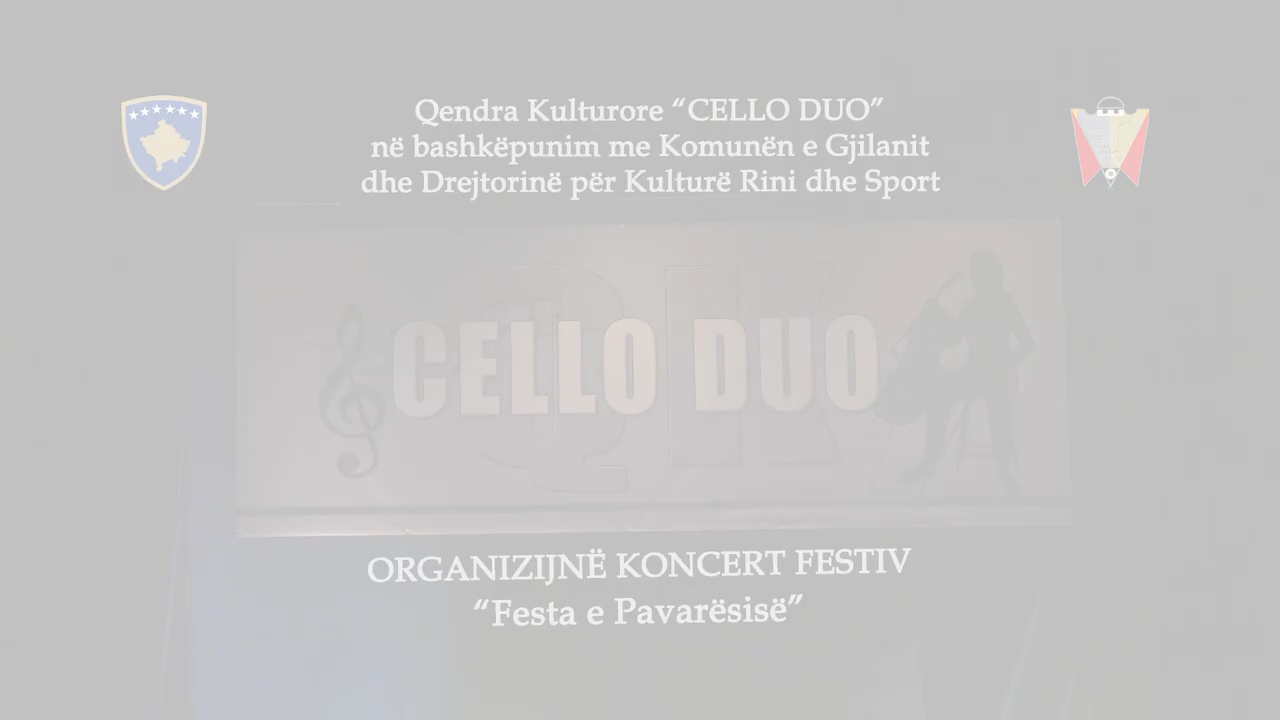 Qendra Kulturore “CELLO DUO”
në bashkëpunim me Komunën e Gjilanit
dhe Drejtorinë për Kulturë Rini dhe Sport
CELLO DUO
ORGANIZIJNË KONCERT FESTIV
“Festa e Pavarësisë”